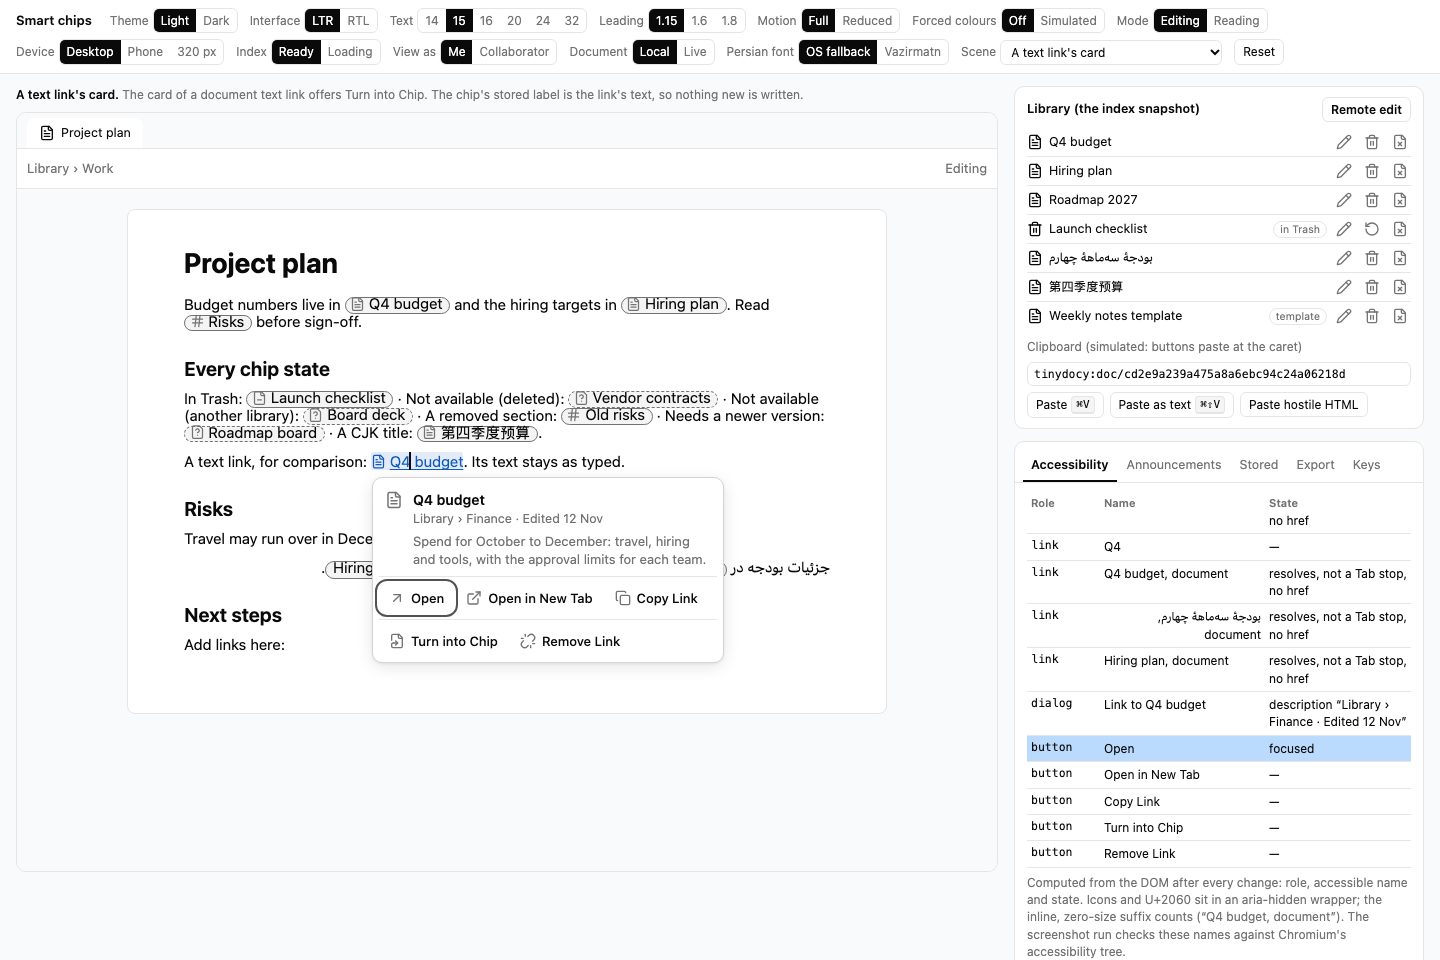 Smart chips Theme Light Dark Interface LTR RTL Text 14 15 16 20 24 32 Leading 1.15 1.6 1.8 Motion Full Reduced Forced colours Off Simulated Mode Editing Reading
Device Desktop Phone 320 px Index Ready Loading View as Me Collaborator Document Local Live Persian font OS fallback Vazirmatn Scene A text link's card Reset
A text link's card. The card of a document text link offers Turn into Chip. The chip's stored label is the link's text, so nothing new is written.
Project plan
Library › Work
Editing
Project plan
Budget numbers live in Q4 budget and the hiring targets in Hiring plan. Read
# Risks before sign-off.
Every chip state
In Trash: Launch checklist · Not available (deleted): Vendor contracts · Not available
(another library): Board deck · A removed section: # Old risks · Needs a newer version:
Roadmap board · A CJK title: 第四季度预算.
A text link, for comparison: Q4 budget. Its text stays as typed.
Risks
Travel may run over in Dece
جزئیات بودجه در
Hiring
.
Next steps
Add links here:
Q4 budget
Library › Finance · Edited 12 Nov
Spend for October to December: travel, hiring
and tools, with the approval limits for each team.
Open Open in New Tab Copy Link
Turn into Chip Remove Link
Library (the index snapshot) Remote edit
Q4 budget
Hiring plan
Roadmap 2027
Launch checklist in Trash
بودجهٔ سه‌ماههٔ چهارم
第四季度预算
Weekly notes template template
Clipboard (simulated: buttons paste at the caret)
tinydocy:doc/cd2e9a239a475a8a6ebc94c24a06218d
Paste ⌘V Paste as text ⌘⇧V Paste hostile HTML
Accessibility Announcements Stored Export Keys
Role Name State
no href
link Q4 —
link Q4 budget, document resolves, not a Tab stop,
no href
link بودجهٔ سه‌ماههٔ چهارم, resolves, not a Tab stop,
document no href
link Hiring plan, document resolves, not a Tab stop,
no href
dialog Link to Q4 budget description “Library ›
Finance · Edited 12 Nov”
button Open focused
button Open in New Tab —
button Copy Link —
button Turn into Chip —
button Remove Link —
Computed from the DOM after every change: role, accessible name
and state. Icons and U+2060 sit in an aria-hidden wrapper; the
inline, zero-size suffix counts (“Q4 budget, document”). The
screenshot run checks these names against Chromium's
accessibility tree.